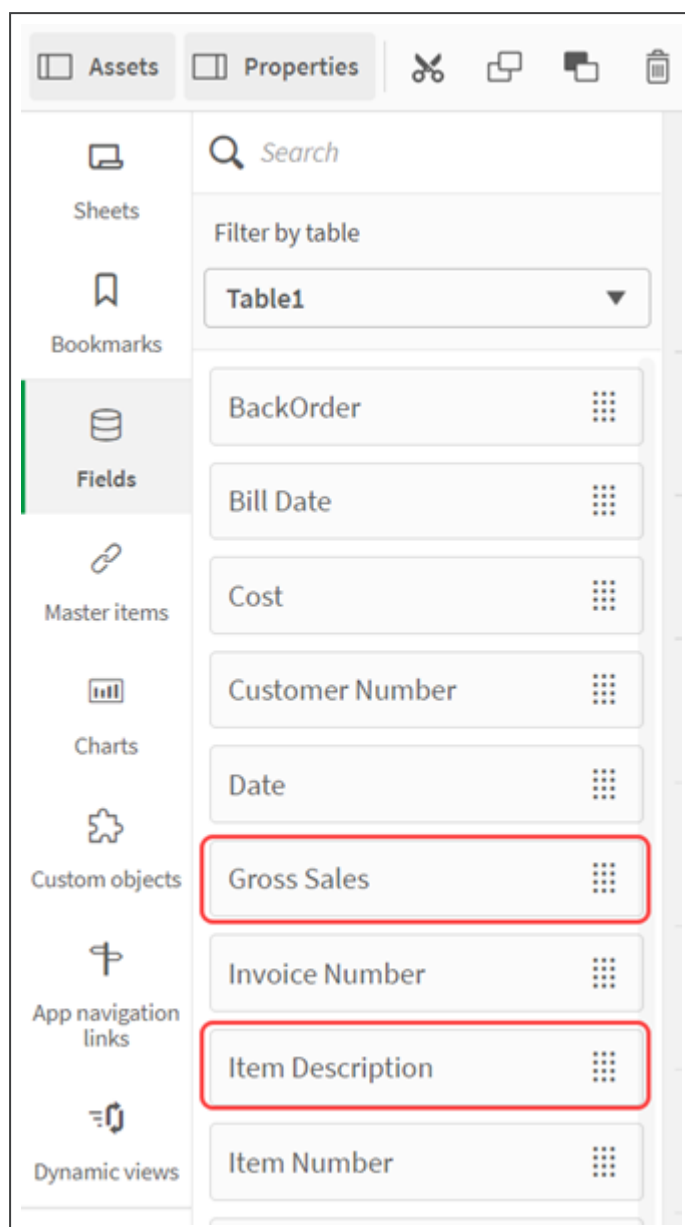 Assets
Properties
Sheets
Bookmarks
Fields
Master items
Charts
Custom objects
App navigation
links
Dynamic views
Search
Filter by table
Table1
BackOrder
Bill Date
Cost
Customer Number
Date
Gross Sales
Invoice Number
Item Description
Item Number